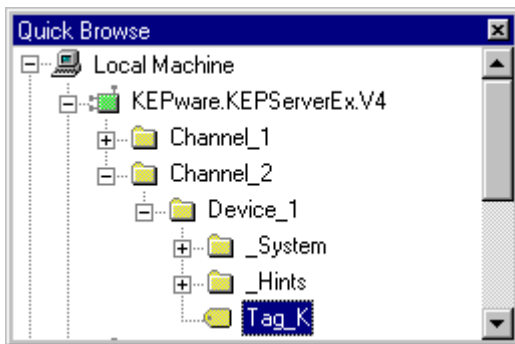 Quick Browse
Local Machine
KEPware.KEPServerEx.V4
Channel_1
Channel_2
Device_1
_System
_Hints
Tag_K